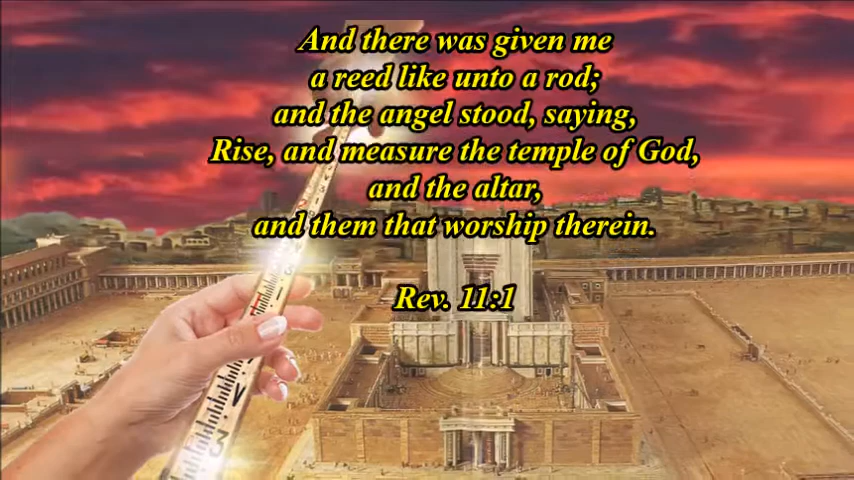 And there was given me
a reed like unto a rod;
and the angel stood, saying,
Rise, and measure the temple of God,
and the altar,
and them that worship therein.
Rev. 11:1